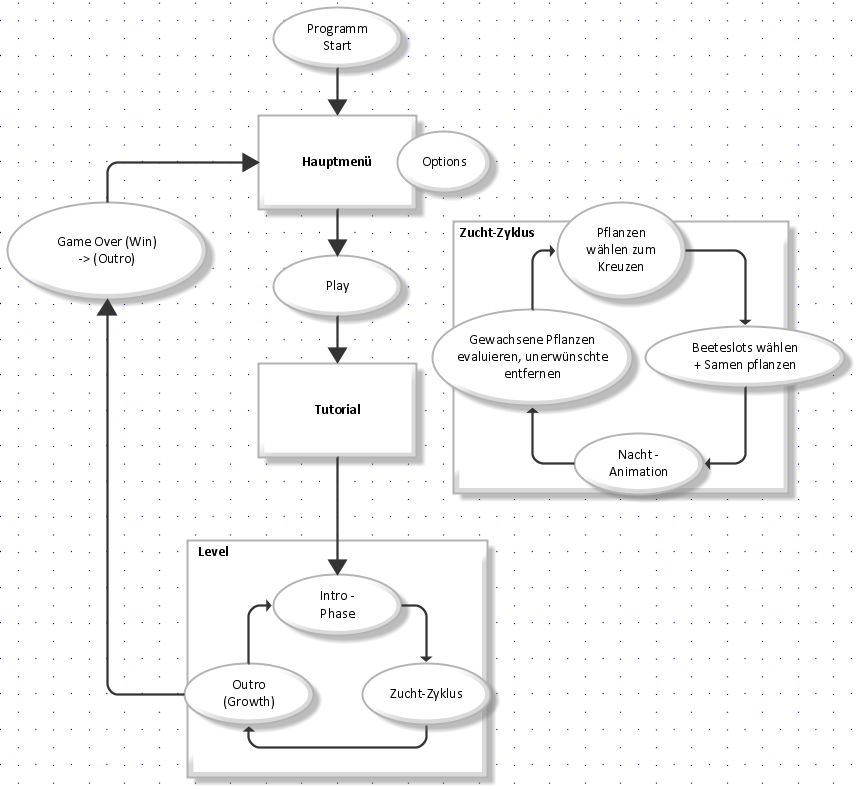 Programm
Start
Hauptmenü
Options
Game Over (Win)
-> (Outro)
Play
Tutorial
Zucht-Zyklus
Pflanzen
wählen zum
Kreuzen
Gewachsene Pflanzen
evaluieren, unerwünschte
entfernen
Beeteslots wählen
+ Samen pflanzen
Nacht -
Animation
Level
Intro -
Phase
Outro
(Growth)
Zucht-Zyklus